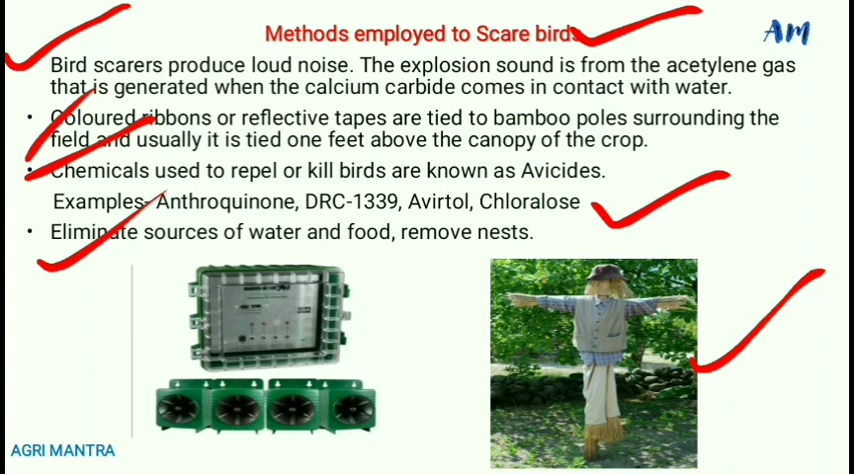 Methods employed to Scare birds
AM
Bird scarers produce loud noise. The explosion sound is from the acetylene gas
that is generated when the calcium carbide comes in contact with water.
• Coloured ribbons or reflective tapes are tied to bamboo poles surrounding the
field and usually it is tied one feet above the canopy of the crop.
• Chemicals used to repel or kill birds are known as Avicides.
Examples- Anthroquinone, DRC-1339, Avirtol, Chloralose
• Eliminate sources of water and food, remove nests.
AGRI MANTRA